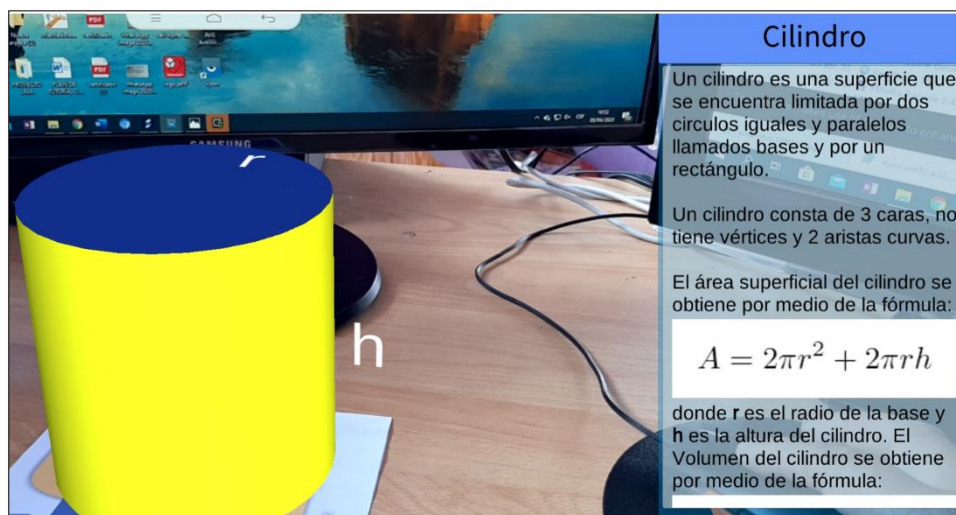 Cilindro
Un cilindro es una superficie que
se encuentra limitada por dos
circulos iguales y paralelos
llamados bases y por un
rectángulo.
Un cilindro consta de 3 caras, no
tiene vértices y 2 aristas curvas.
El área superficial del cilindro se
obtiene por medio de la fórmula:
A = 2πr² + 2πrh
donde r es el radio de la base y
h es la altura del cilindro. El
Volumen del cilindro se obtiene
por medio de la fórmula:
SAMSUNG
r
h